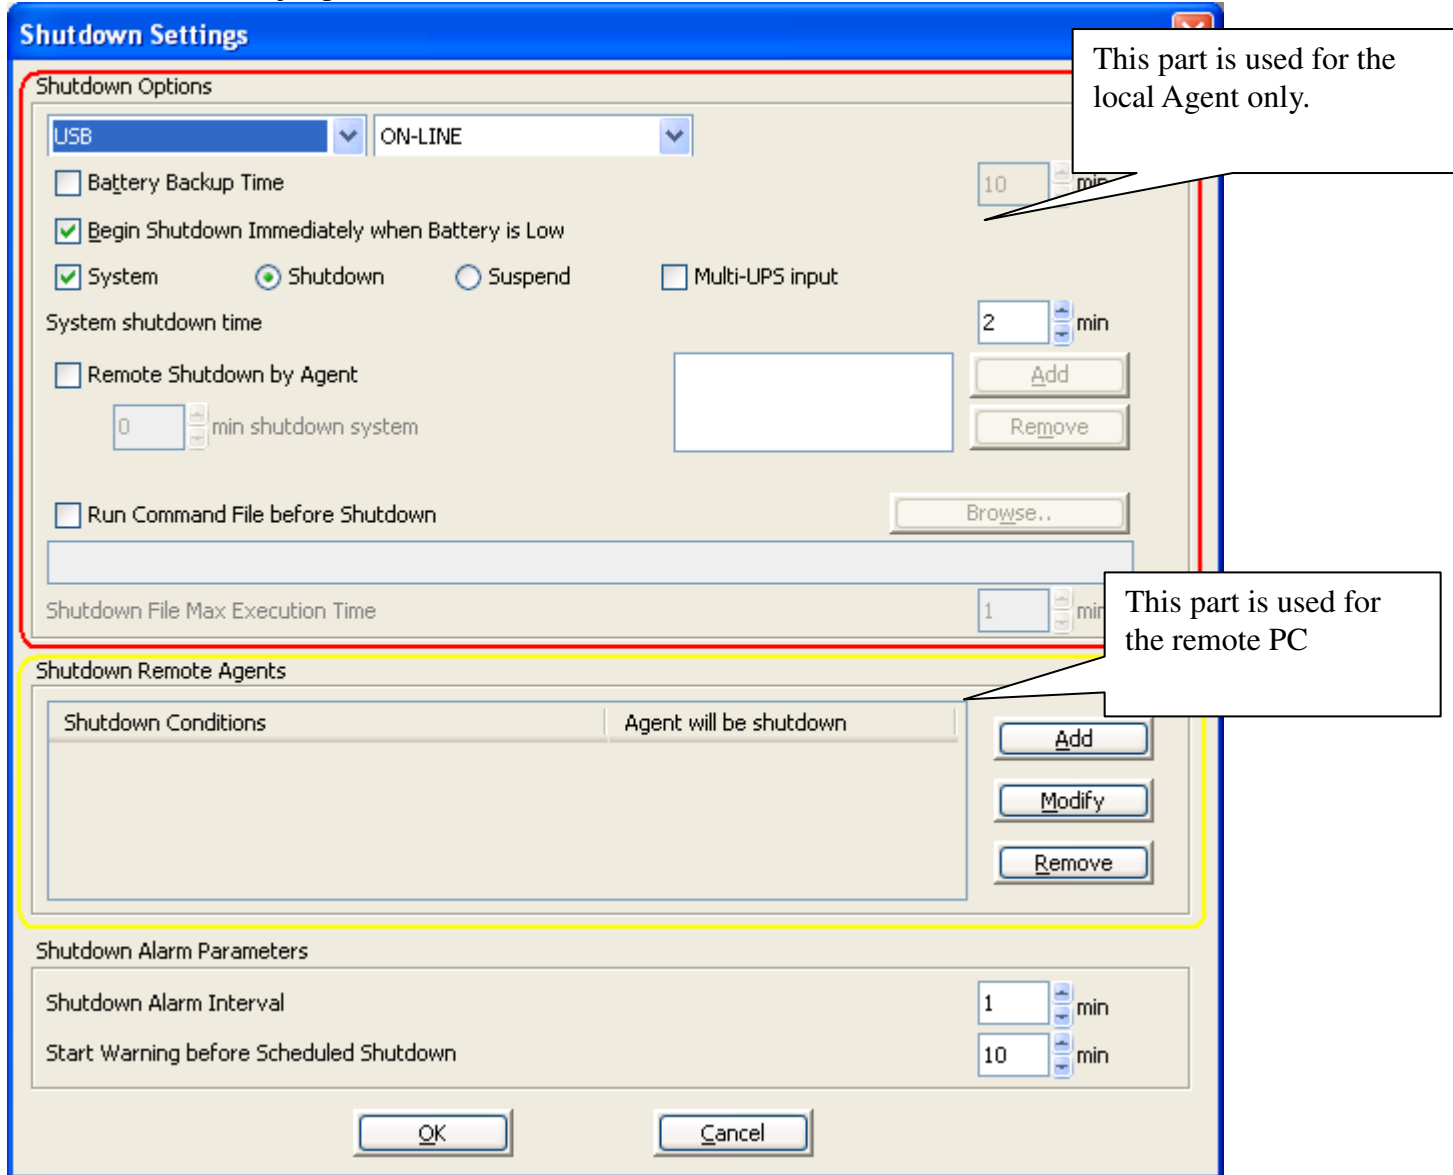 Shutdown Settings
This part is used for the
local Agent only.
Shutdown Options
USB ON-LINE
Battery Backup Time 10 min
Begin Shutdown Immediately when Battery is Low
System Shutdown Suspend Multi-UPS input
System shutdown time 2 min
Remote Shutdown by Agent Add
0 min shutdown system Remove
Run Command File before Shutdown Browse..
Shutdown File Max Execution Time 1 min
This part is used for
the remote PC
Shutdown Remote Agents
Shutdown Conditions Agent will be shutdown
Add
Modify
Remove
Shutdown Alarm Parameters
Shutdown Alarm Interval 1 min
Start Warning before Scheduled Shutdown 10 min
OK Cancel